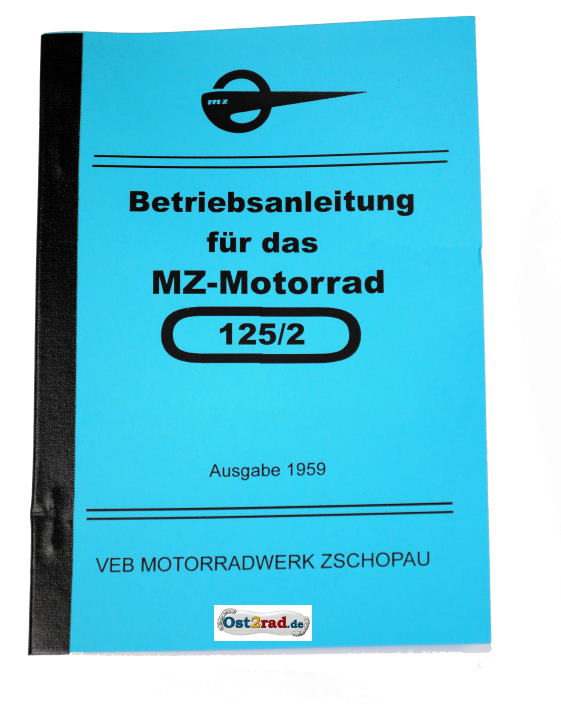 mz
Betriebsanleitung
für das
MZ-Motorrad
125/2
Ausgabe 1959
VEB MOTORRADWERK ZSCHOPAU
Ost2rad.de